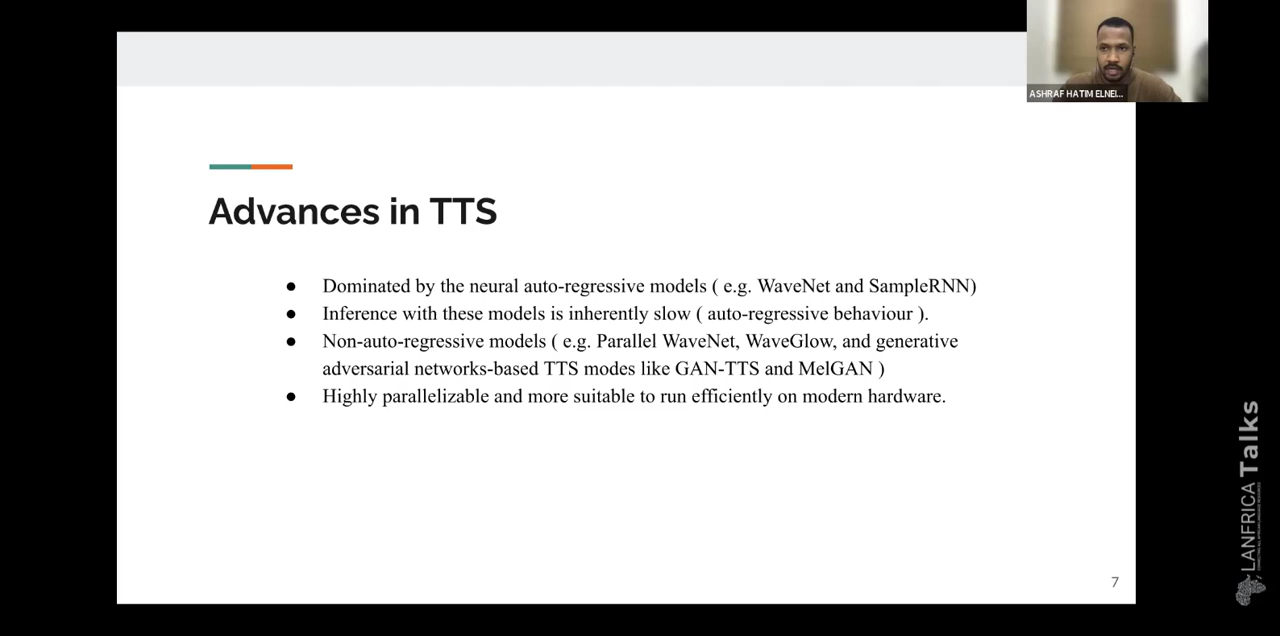 ASHRAF HATIM ELNEI...
Advances in TTS
● Dominated by the neural auto-regressive models ( e.g. WaveNet and SampleRNN)
● Inference with these models is inherently slow ( auto-regressive behaviour ).
● Non-auto-regressive models ( e.g. Parallel WaveNet, WaveGlow, and generative
adversarial networks-based TTS modes like GAN-TTS and MelGAN )
● Highly parallelizable and more suitable to run efficiently on modern hardware.
7
LANFRICA Talks